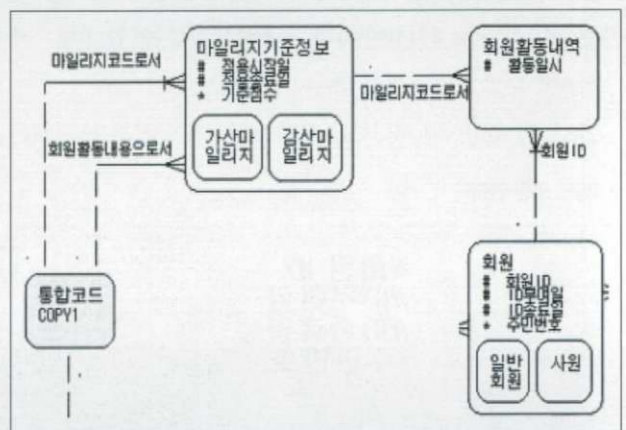 마일리지기준정보
# 적용시작일
# 적용종료일
* 기준점수
가산마
일리지
감산마
일리지
회원활동내역
# 활동일시
마일리지코드로서
마일리지코드로서
회원활동내용으로서
회원ID
통합코드
COPY1
회원
# 회원ID
# ID부여일
# ID종료일
* 주민번호
일반
회원
사원